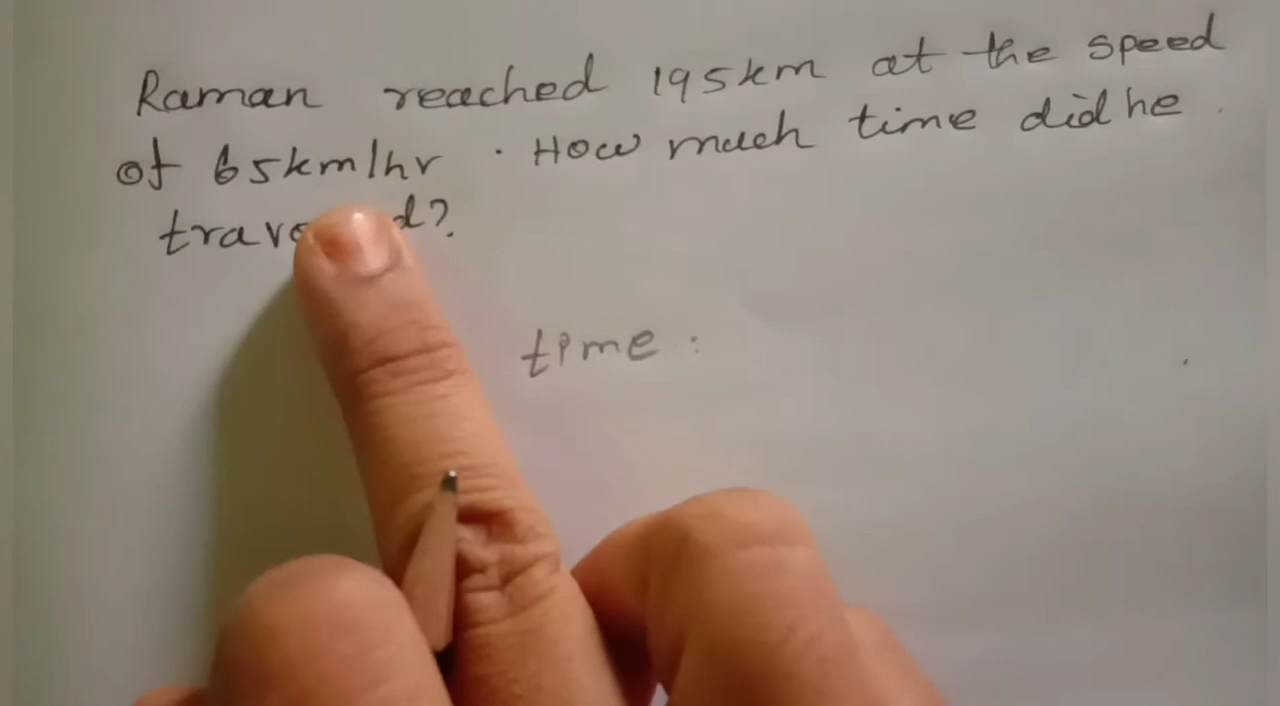 Raman reached 195km at the speed
of 65km/hr. How much time did he
d?
time :